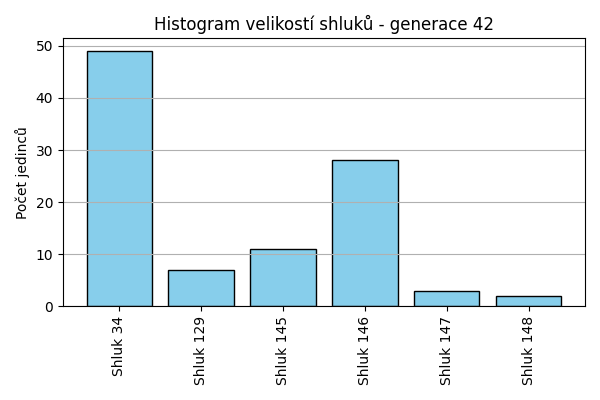 Histogram velikostí shluků - generace 42
Počet jedinců
50
40
30
20
10
0
Shluk 34
Shluk 129
Shluk 145
Shluk 146
Shluk 147
Shluk 148